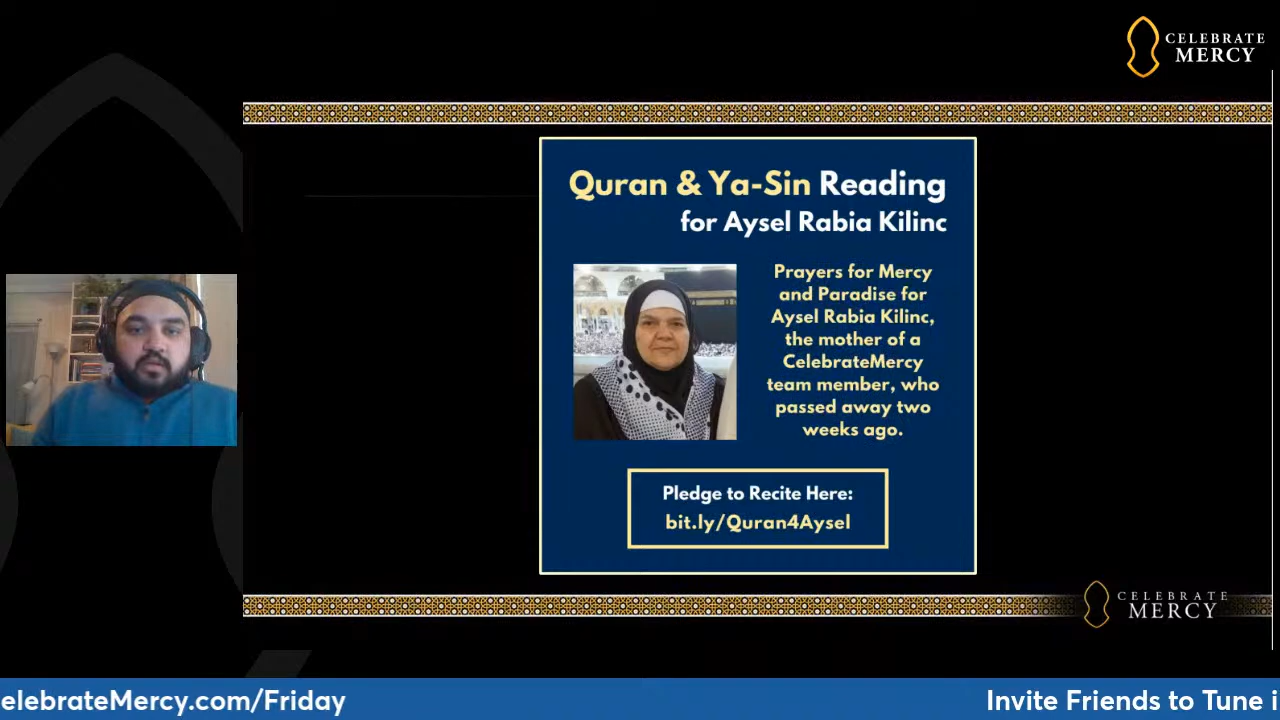 CELEBRATE
MERCY
Quran & Ya-Sin Reading
for Aysel Rabia Kilinc
Prayers for Mercy
and Paradise for
Aysel Rabia Kilinc,
the mother of a
CelebrateMercy
team member, who
passed away two
weeks ago.
Pledge to Recite Here:
bit.ly/Quran4Aysel
CELEBRATE
MERCY
elebrateMercy.com/Friday
Invite Friends to Tune i